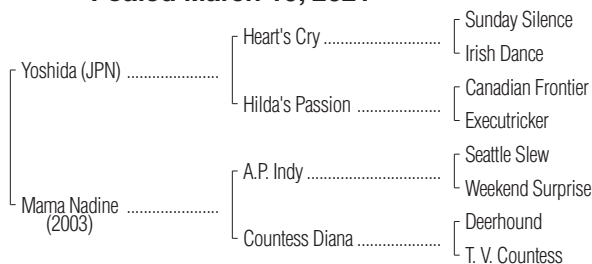 Foaled March
2021
Sunday Silence
Heart's Cry ............................
Irish Dance
Yoshida (JPN) .....................
Canadian Frontier
Hilda's Passion ...................
Executricker
Seattle Slew
A.P. Indy ..............................
Weekend Surprise
Mama Nadine .....................
(2003)
Deerhound
Countess Diana ...................
T. V. Countess